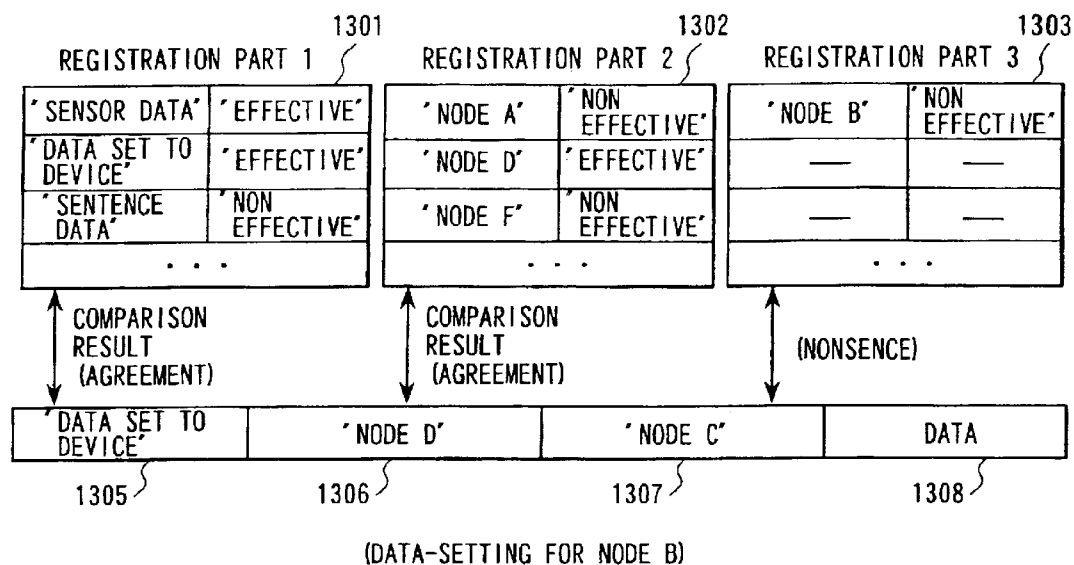 1301
1302
1303
REGISTRATION PART 1
REGISTRATION PART 2
REGISTRATION PART 3
"SENSOR DATA"
"EFFECTIVE"
"DATA SET TO
DEVICE"
"EFFECTIVE"
"SENTENCE
DATA"
"NON
EFFECTIVE"
. . .
"NODE A"
"NON
EFFECTIVE"
"NODE D"
"EFFECTIVE"
"NODE F"
"NON
EFFECTIVE"
. . .
"NODE B"
"NON
EFFECTIVE"
—
—
—
—
. . .
COMPARISON
RESULT
(AGREEMENT)
COMPARISON
RESULT
(AGREEMENT)
(NONSENCE)
"DATA SET TO
DEVICE"
"NODE D"
"NODE C"
DATA
1305
1306
1307
1308
(DATA-SETTING FOR NODE B)